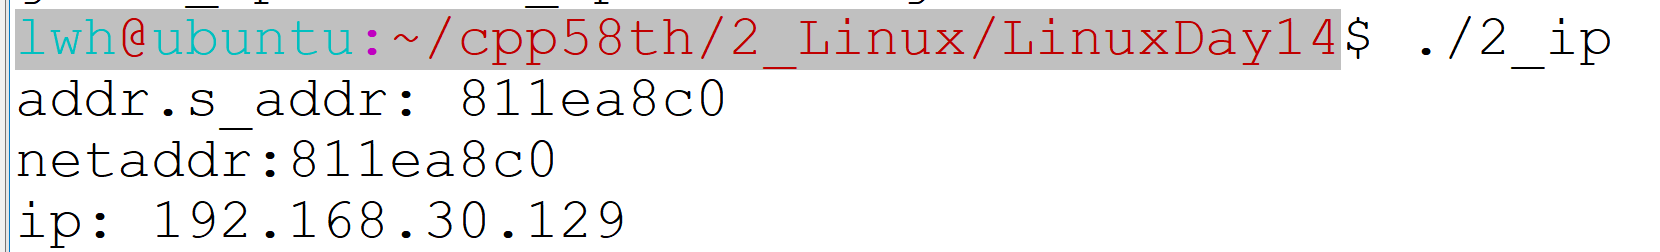 lwh@ubuntu:~/cpp58th/2_Linux/LinuxDay14$ ./2_ip
addr.s_addr: 811ea8c0
netaddr:811ea8c0
ip: 192.168.30.129